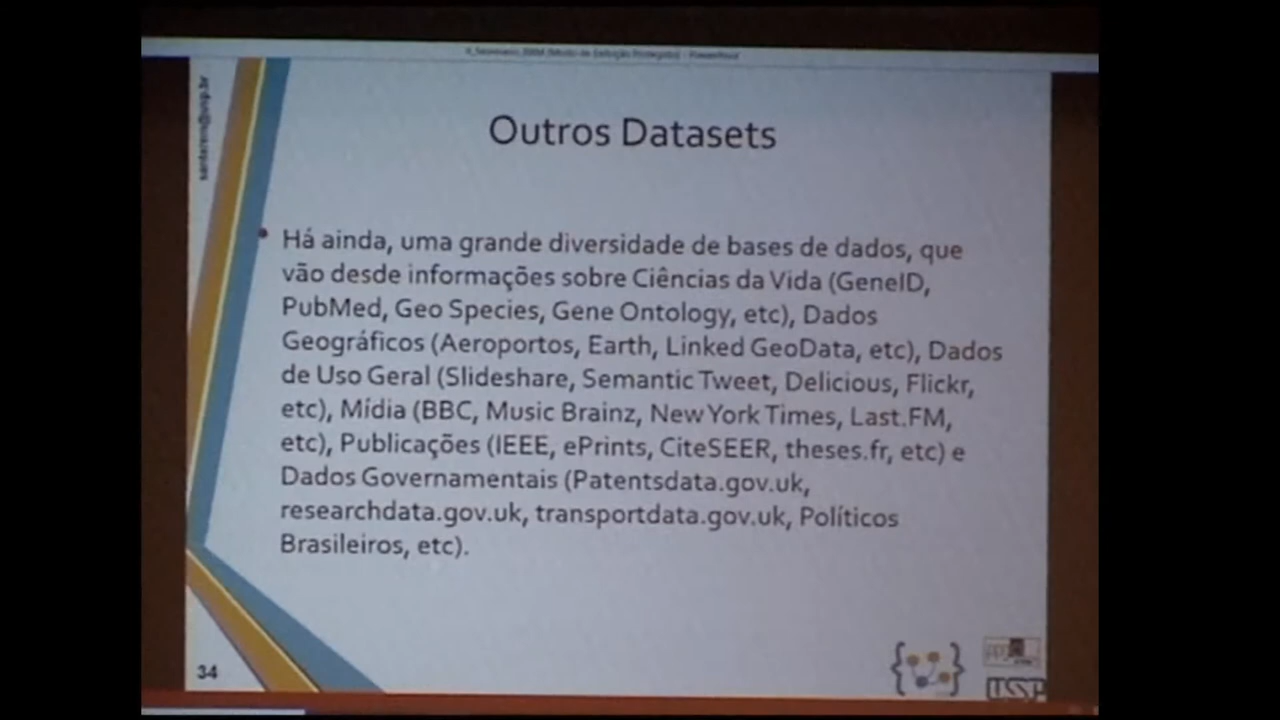 santarem@usp.br
Outros Datasets
• Há ainda, uma grande diversidade de bases de dados, que
vão desde informações sobre Ciências da Vida (GeneID,
PubMed, Geo Species, Gene Ontology, etc), Dados
Geográficos (Aeroportos, Earth, Linked GeoData, etc), Dados
de Uso Geral (Slideshare, Semantic Tweet, Delicious, Flickr,
etc), Mídia (BBC, Music Brainz, New York Times, Last.FM,
etc), Publicações (IEEE, ePrints, CiteSEER, theses.fr, etc) e
Dados Governamentais (Patentsdata.gov.uk,
researchdata.gov.uk, transportdata.gov.uk, Políticos
Brasileiros, etc).
34
USP